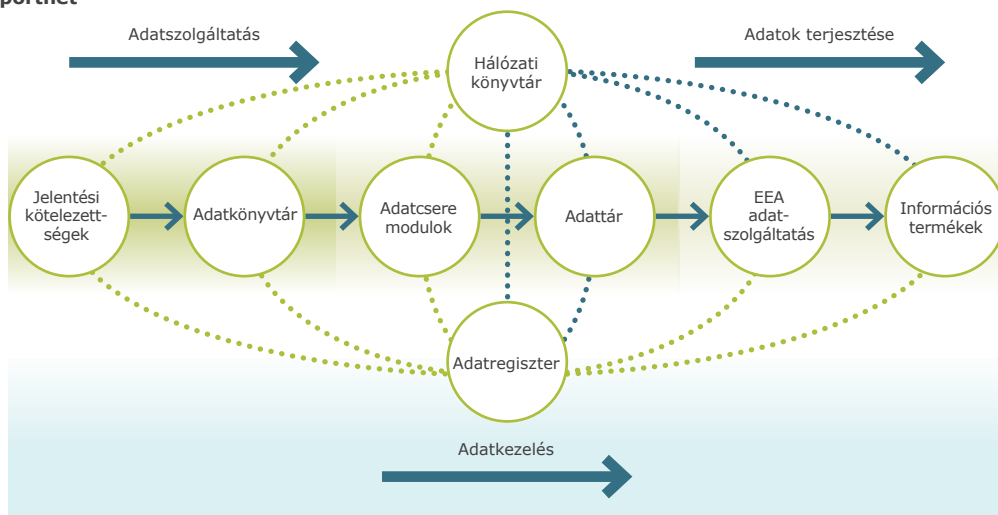 Adatszolgáltatás
Adatok terjesztése
Hálózati
könyvtár
Jelentési
kötelezett-
ségek
Adatkönyvtár
Adatcsere
modulok
Adattár
EEA
adat-
szolgáltatás
Információs
termékek
Adatregiszter
Adatkezelés